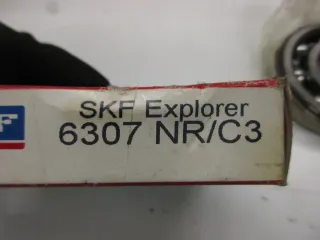 SKF Explorer
6307 NR/C3